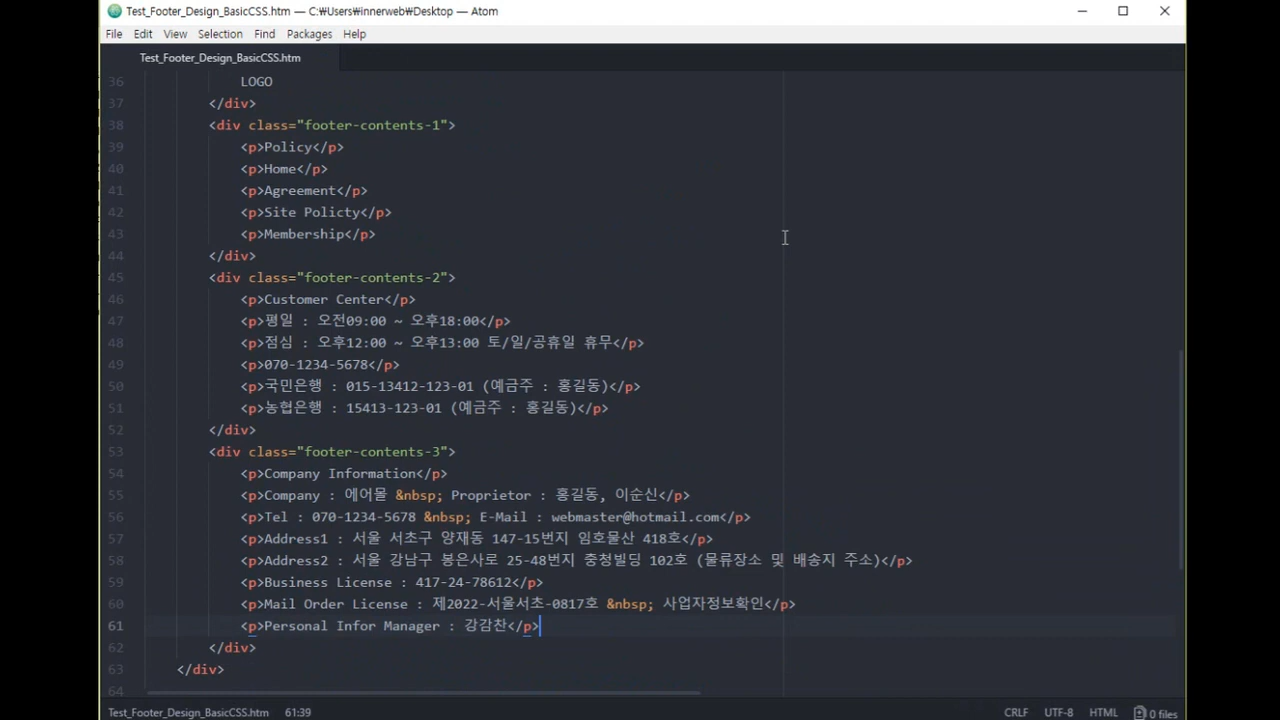 Test_Footer_Design_BasicCSS.htm — C:₩Users₩innerweb₩Desktop — Atom
File Edit View Selection Find Packages Help
Test_Footer_Design_BasicCSS.htm
36 LOGO
37 </div>
38 <div class="footer-contents-1">
39 <p>Policy</p>
40 <p>Home</p>
41 <p>Agreement</p>
42 <p>Site Policty</p>
43 <p>Membership</p>
44 </div>
45 <div class="footer-contents-2">
46 <p>Customer Center</p>
47 <p>평일 : 오전09:00 ~ 오후18:00</p>
48 <p>점심 : 오후12:00 ~ 오후13:00 토/일/공휴일 휴무</p>
49 <p>070-1234-5678</p>
50 <p>국민은행 : 015-13412-123-01 (예금주 : 홍길동)</p>
51 <p>농협은행 : 15413-123-01 (예금주 : 홍길동)</p>
52 </div>
53 <div class="footer-contents-3">
54 <p>Company Information</p>
55 <p>Company : 에어몰 &nbsp; Proprietor : 홍길동, 이순신</p>
56 <p>Tel : 070-1234-5678 &nbsp; E-Mail : webmaster@hotmail.com</p>
57 <p>Address1 : 서울 서초구 양재동 147-15번지 임호물산 418호</p>
58 <p>Address2 : 서울 강남구 봉은사로 25-48번지 충청빌딩 102호 (물류장소 및 배송지 주소)</p>
59 <p>Business License : 417-24-78612</p>
60 <p>Mail Order License : 제2022-서울서초-0817호 &nbsp; 사업자정보확인</p>
61 <p>Personal Infor Manager : 강감찬</p>
62 </div>
63 </div>
64
Test_Footer_Design_BasicCSS.htm 61:39 CRLF UTF-8 HTML 0 files